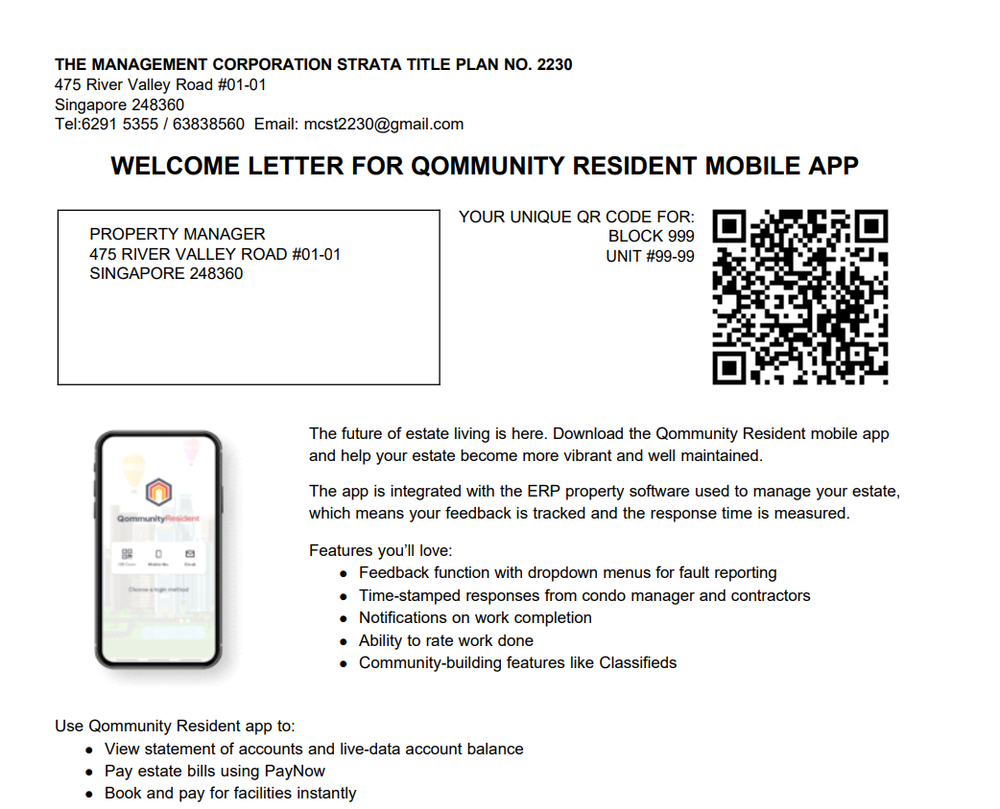 THE MANAGEMENT CORPORATION STRATA TITLE PLAN NO. 2230
475 River Valley Road #01-01
Singapore 248360
Tel:6291 5355 / 63838560  Email: mcst2230@gmail.com
WELCOME LETTER FOR QOMMUNITY RESIDENT MOBILE APP
PROPERTY MANAGER
475 RIVER VALLEY ROAD #01-01
SINGAPORE 248360
YOUR UNIQUE QR CODE FOR:
BLOCK 999
UNIT #99-99
QommunityResident
QR Code Mobile No. Email
Choose a login method
The future of estate living is here. Download the Qommunity Resident mobile app
and help your estate become more vibrant and well maintained.
The app is integrated with the ERP property software used to manage your estate,
which means your feedback is tracked and the response time is measured.
Features you’ll love:
● Feedback function with dropdown menus for fault reporting
● Time-stamped responses from condo manager and contractors
● Notifications on work completion
● Ability to rate work done
● Community-building features like Classifieds
Use Qommunity Resident app to:
● View statement of accounts and live-data account balance
● Pay estate bills using PayNow
● Book and pay for facilities instantly